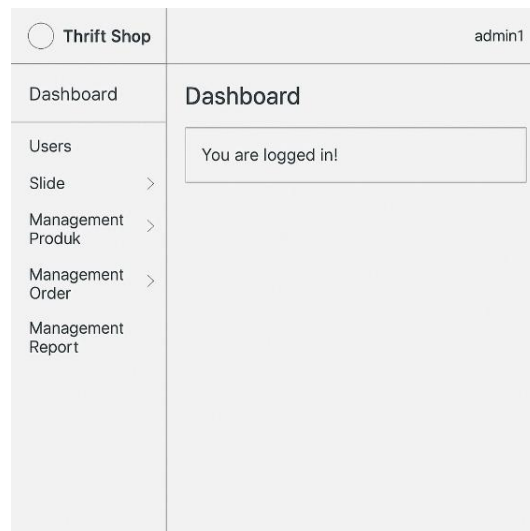 Thrift Shop
admin1
Dashboard
Users
Slide
Management
Produk
Management
Order
Management
Report
Dashboard
You are logged in!